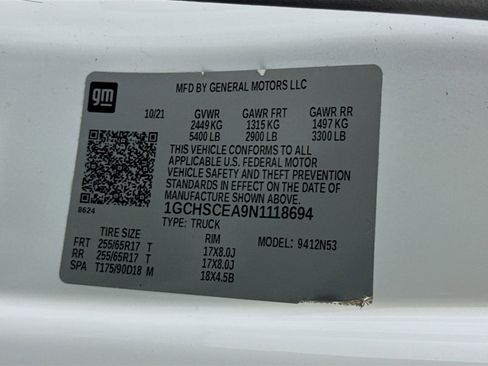 gm
MFD BY GENERAL MOTORS LLC
10/21 GVWR GAWR FRT GAWR RR
2449 KG 1315 KG 1497 KG
5400 LB 2900 LB 3300 LB
THIS VEHICLE CONFORMS TO ALL
APPLICABLE U.S. FEDERAL MOTOR
VEHICLE SAFETY AND THEFT PREVENTION
STANDARDS IN EFFECT ON THE DATE OF
MANUFACTURE SHOWN ABOVE.
8624
1GCHSCEA9N1118694
TYPE: TRUCK
TIRE SIZE RIM MODEL: 9412N53
FRT 255/65R17 T 17X8.0J
RR 255/65R17 T 17X8.0J
SPA T175/90D18 M 18X4.5B